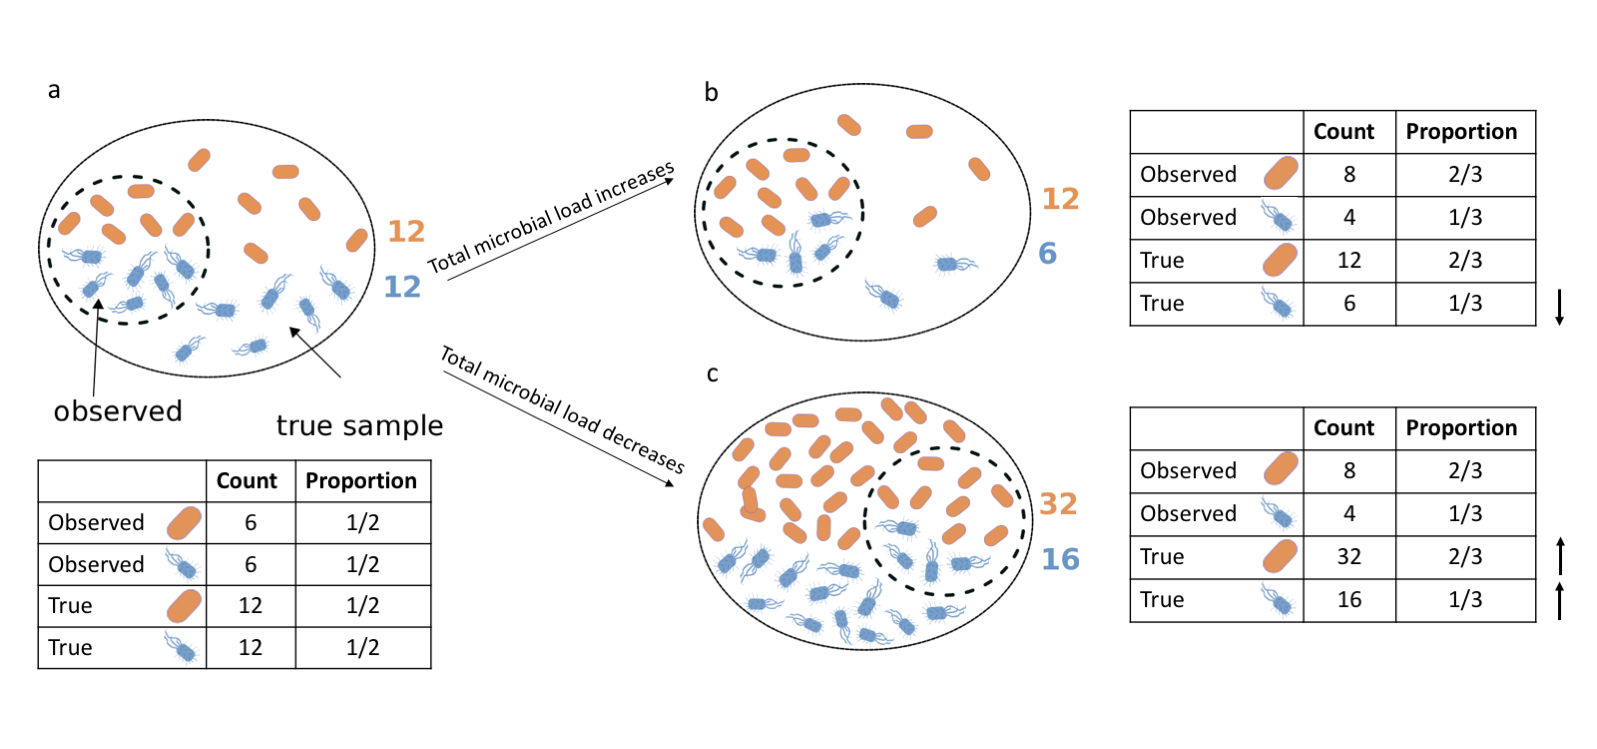 a
12
12
observed
true sample
Count Proportion
Observed 6 1/2
Observed 6 1/2
True 12 1/2
True 12 1/2
Total microbial load increases
Total microbial load decreases
b
12
6
Count Proportion
Observed 8 2/3
Observed 4 1/3
True 12 2/3
True 6 1/3
c
32
16
Count Proportion
Observed 8 2/3
Observed 4 1/3
True 32 2/3
True 16 1/3